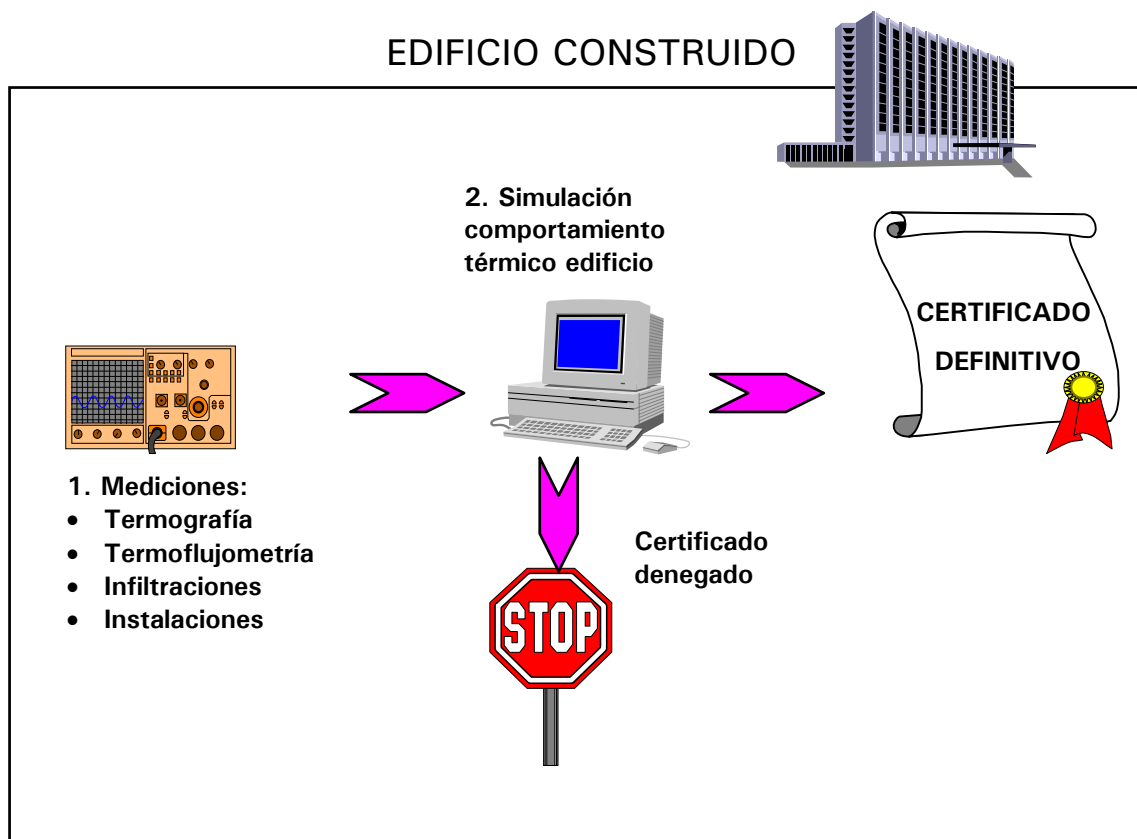 EDIFICIO CONSTRUIDO
2. Simulación
comportamiento
térmico edificio
CERTIFICADO
DEFINITIVO
1. Mediciones:
• Termografía
• Termoflujometría
• Infiltraciones
• Instalaciones
Certificado
denegado
STOP